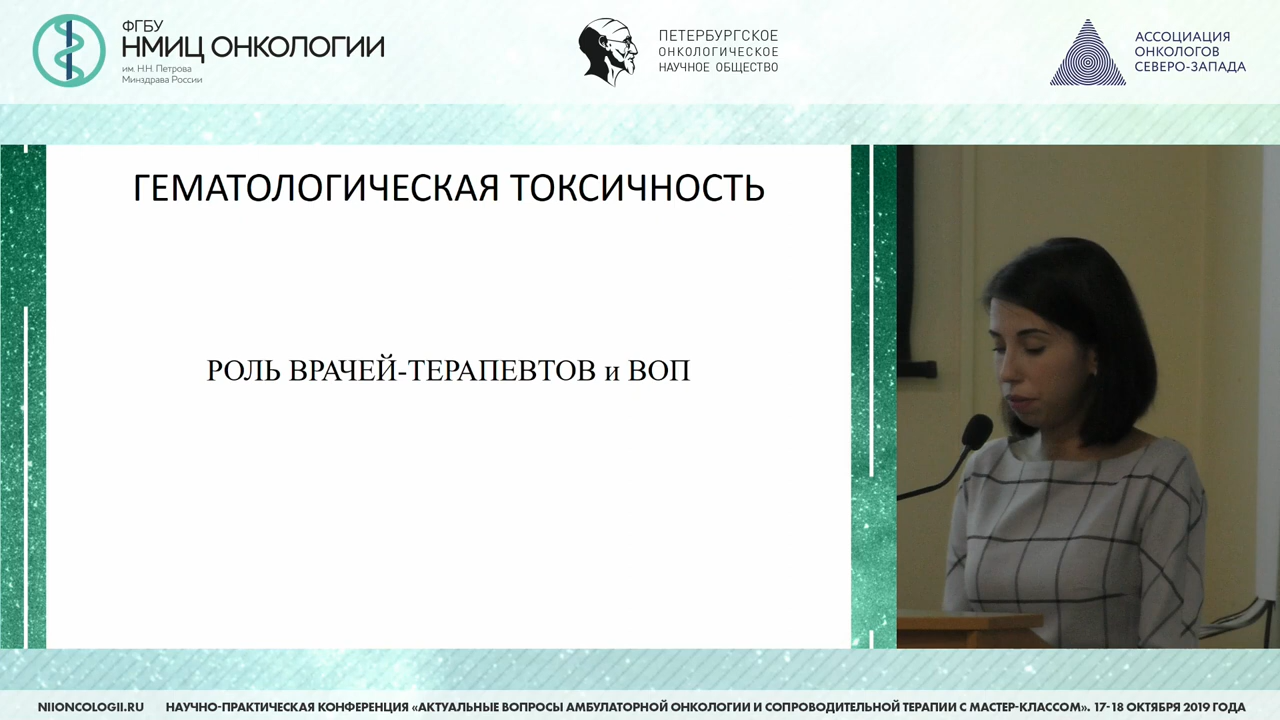 ФГБУ
НМИЦ ОНКОЛОГИИ
им. Н.Н. Петрова
Минздрава России
ПЕТЕРБУРГСКОЕ
ОНКОЛОГИЧЕСКОЕ
НАУЧНОЕ ОБЩЕСТВО
АССОЦИАЦИЯ
ОНКОЛОГОВ
СЕВЕРО-ЗАПАДА
ГЕМАТОЛОГИЧЕСКАЯ ТОКСИЧНОСТЬ
РОЛЬ ВРАЧЕЙ-ТЕРАПЕВТОВ и ВОП
NIIONCOLOGII.RU НАУЧНО-ПРАКТИЧЕСКАЯ КОНФЕРЕНЦИЯ «АКТУАЛЬНЫЕ ВОПРОСЫ АМБУЛАТОРНОЙ ОНКОЛОГИИ И СОПРОВОДИТЕЛЬНОЙ ТЕРАПИИ С МАСТЕР-КЛАССОМ». 17-18 ОКТЯБРЯ 2019 ГОДА